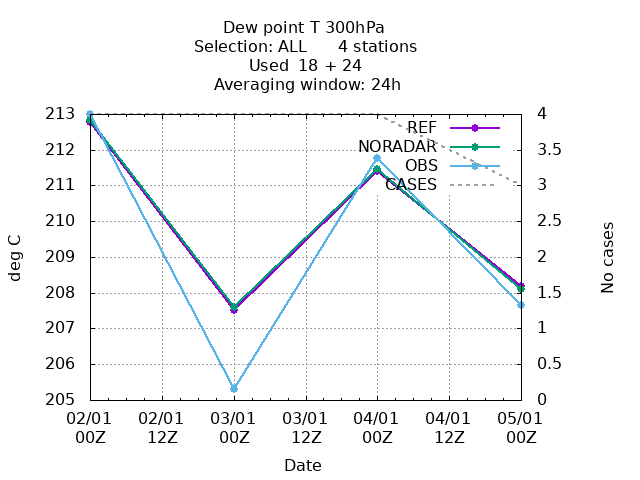 Dew point T 300hPa
Selection: ALL      4 stations
Used  18 + 24
Averaging window: 24h
213
212
211
210
209
208
207
206
205
4
3.5
3
2.5
2
1.5
1
0.5
0
REF
NORADAR
OBS
CASES
deg C
No cases
02/01 02/01 03/01 03/01 04/01 04/01 05/01
00Z 12Z 00Z 12Z 00Z 12Z 00Z
Date